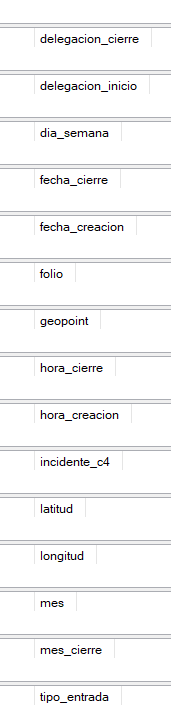 delegacion_cierre
delegacion_inicio
dia_semana
fecha_cierre
fecha_creacion
folio
geopoint
hora_cierre
hora_creacion
incidente_c4
latitud
longitud
mes
mes_cierre
tipo_entrada